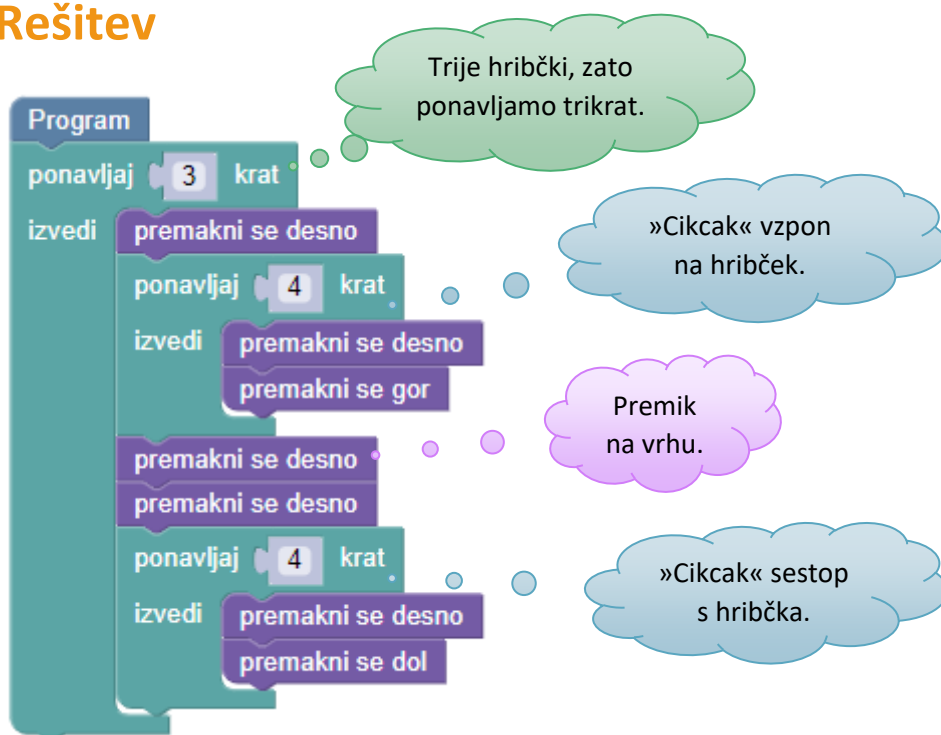 Rešitev
Trije hribčki, zato
ponavljamo trikrat.
Program
ponavljaj 3 krat
izvedi premakni se desno
»Cikcak« vzpon
na hribček.
ponavljaj 4 krat
izvedi premakni se desno
premakni se gor
Premik
na vrhu.
premakni se desno
premakni se desno
ponavljaj 4 krat
»Cikcak« sestop
s hribčka.
izvedi premakni se desno
premakni se dol